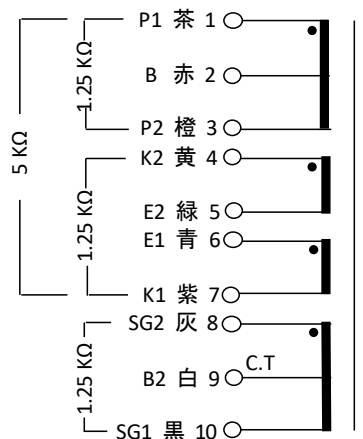 P1 茶 1
B 赤 2
P2 橙 3
K2 黄 4
E2 緑 5
E1 青 6
K1 紫 7
SG2 灰 8
B2 白 9 C.T
SG1 黒 10
5 KΩ
1.25 KΩ
1.25 KΩ
1.25 KΩ